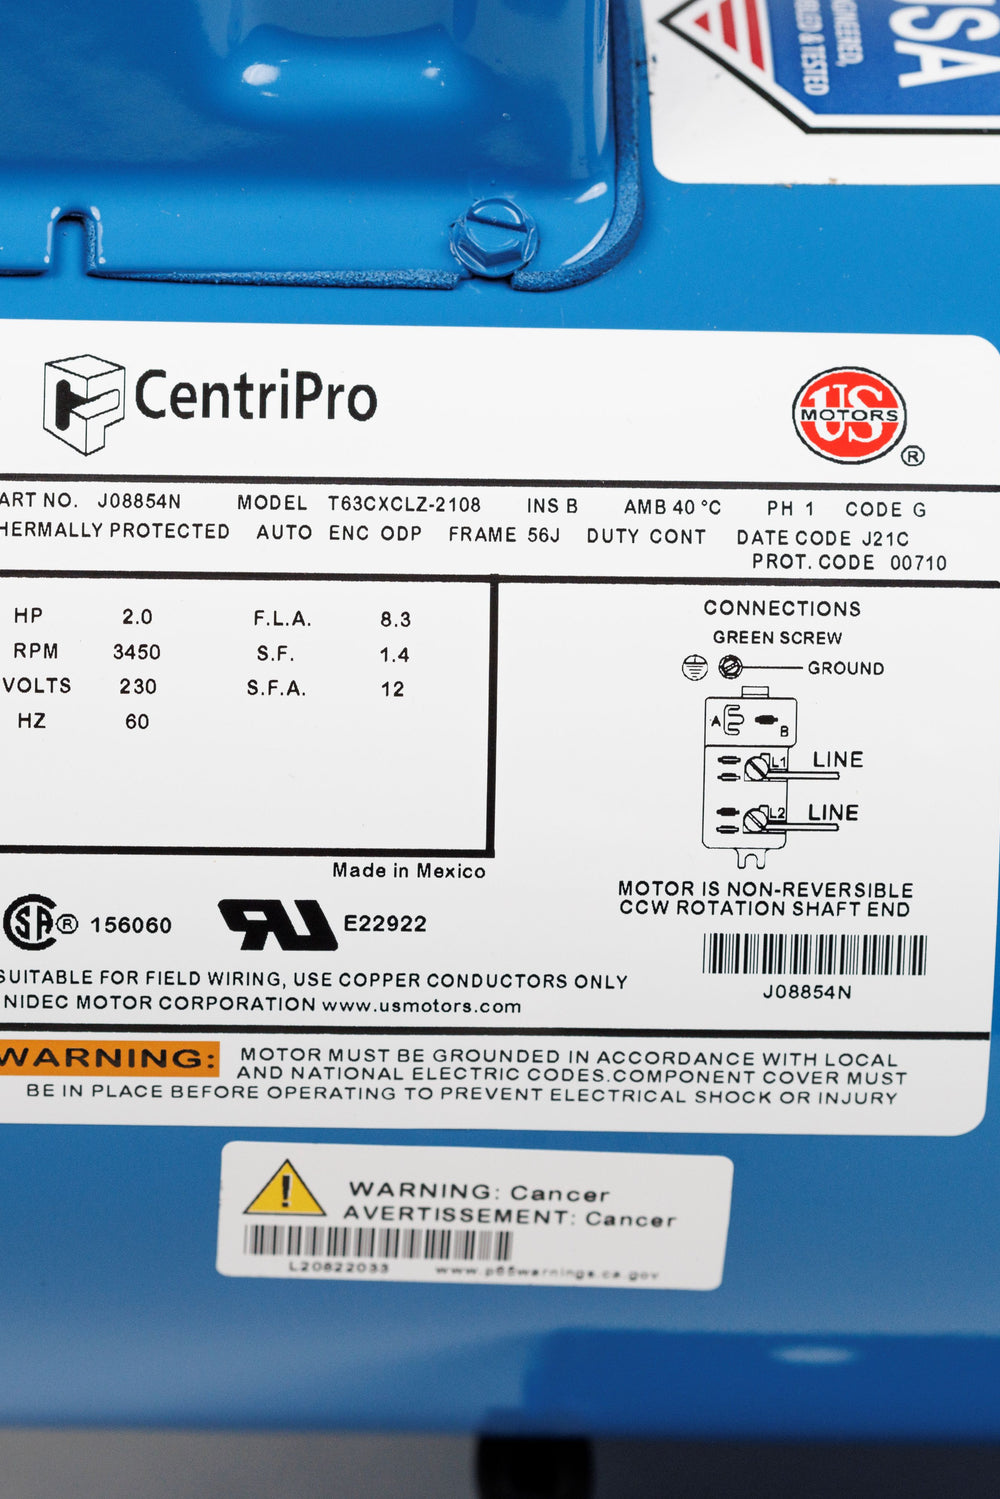 USA
& TESTED
CentriPro
US
MOTORS
®
ART NO. J08854N MODEL T63CXCLZ-2108 INS B AMB 40 °C PH 1 CODE G
HERMALLY PROTECTED AUTO ENC ODP FRAME 56J DUTY CONT DATE CODE J21C
PROT. CODE 00710
HP 2.0 F.L.A. 8.3
RPM 3450 S.F. 1.4
VOLTS 230 S.F.A. 12
HZ 60
CONNECTIONS
GREEN SCREW
GROUND
A B
L1 LINE
L2 LINE
Made in Mexico
MOTOR IS NON-REVERSIBLE
CCW ROTATION SHAFT END
SA ® 156060 RU E22922
J08854N
SUITABLE FOR FIELD WIRING, USE COPPER CONDUCTORS ONLY
NIDEC MOTOR CORPORATION www.usmotors.com
WARNING: MOTOR MUST BE GROUNDED IN ACCORDANCE WITH LOCAL
AND NATIONAL ELECTRIC CODES.COMPONENT COVER MUST
BE IN PLACE BEFORE OPERATING TO PREVENT ELECTRICAL SHOCK OR INJURY
WARNING: Cancer
AVERTISSEMENT: Cancer
L20822033 www.p65warnings.ca.gov